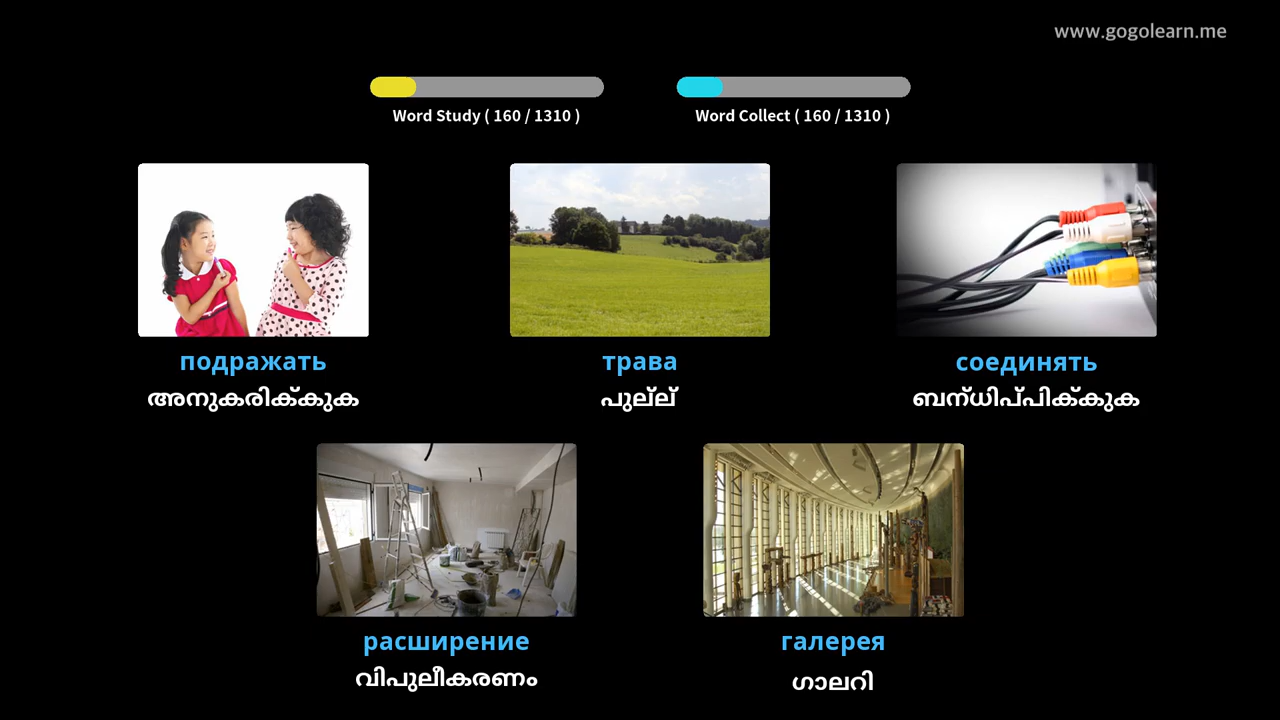 www.gogolearn.me
Word Study ( 160 / 1310 )
Word Collect ( 160 / 1310 )
подражать
трава
соединять
അനുകരിക്കുക
പുല്ല്
ബന്ധിപ്പിക്കുക
расширение
галерея
വിപുലീകരണം
ഗാലറി